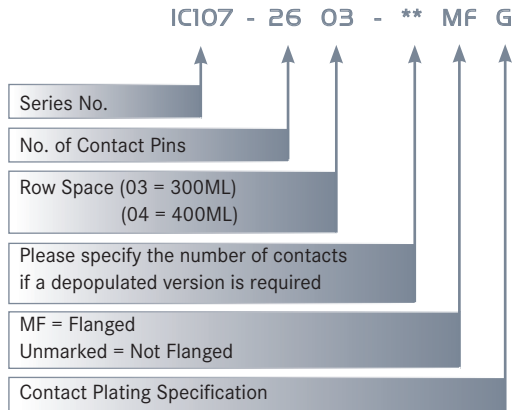 IC107 - 26 03 - ** MF G
Series No.
No. of Contact Pins
Row Space (03 = 300ML)
(04 = 400ML)
Please specify the number of contacts
if a depopulated version is required
MF = Flanged
Unmarked = Not Flanged
Contact Plating Specification